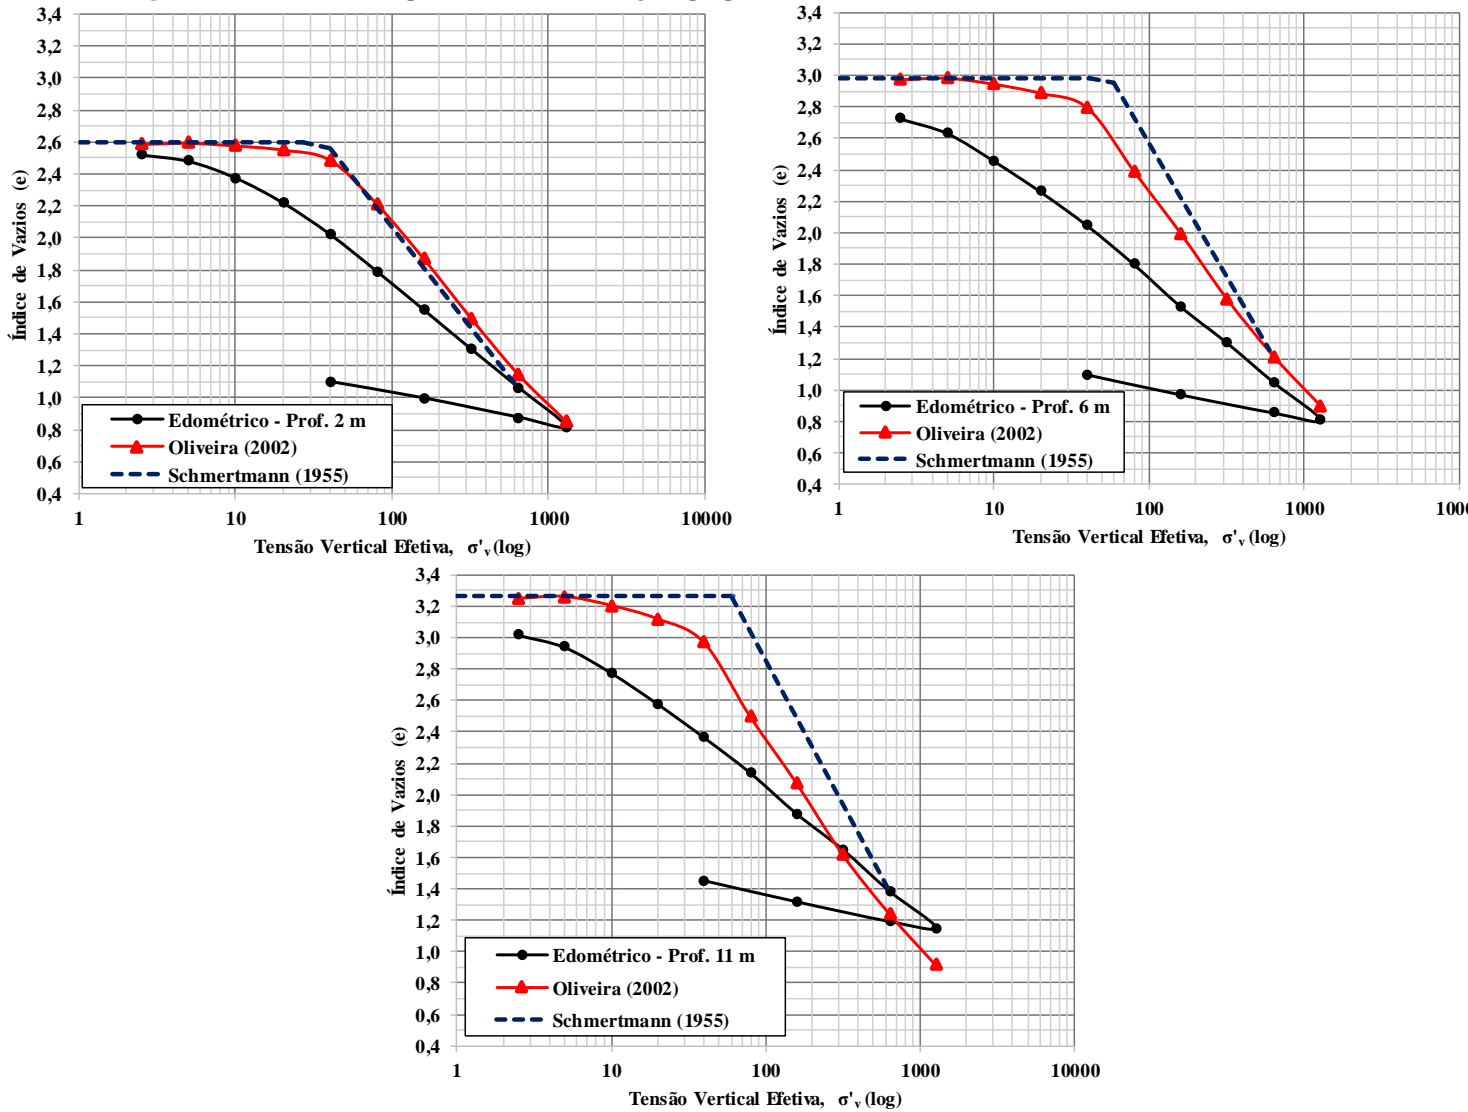 3,4
3,2
3,0
2,8
2,6
2,4
2,2
2,0
1,8
1,6
1,4
1,2
1,0
0,8
0,6
0,4
Índice de Vazios (e)
Edométrico - Prof. 2 m
Oliveira (2002)
Schmertmann (1955)
1 10 100 1000 10000
Tensão Vertical Efetiva, σ'v (log)
3,4
3,2
3,0
2,8
2,6
2,4
2,2
2,0
1,8
1,6
1,4
1,2
1,0
0,8
0,6
0,4
Índice de Vazios (e)
Edométrico - Prof. 6 m
Oliveira (2002)
Schmertmann (1955)
1 10 100 1000 1000
Tensão Vertical Efetiva, σ'v (log)
3,4
3,2
3,0
2,8
2,6
2,4
2,2
2,0
1,8
1,6
1,4
1,2
1,0
0,8
0,6
0,4
Índice de Vazios (e)
Edométrico - Prof. 11 m
Oliveira (2002)
Schmertmann (1955)
1 10 100 1000 10000
Tensão Vertical Efetiva, σ'v (log)